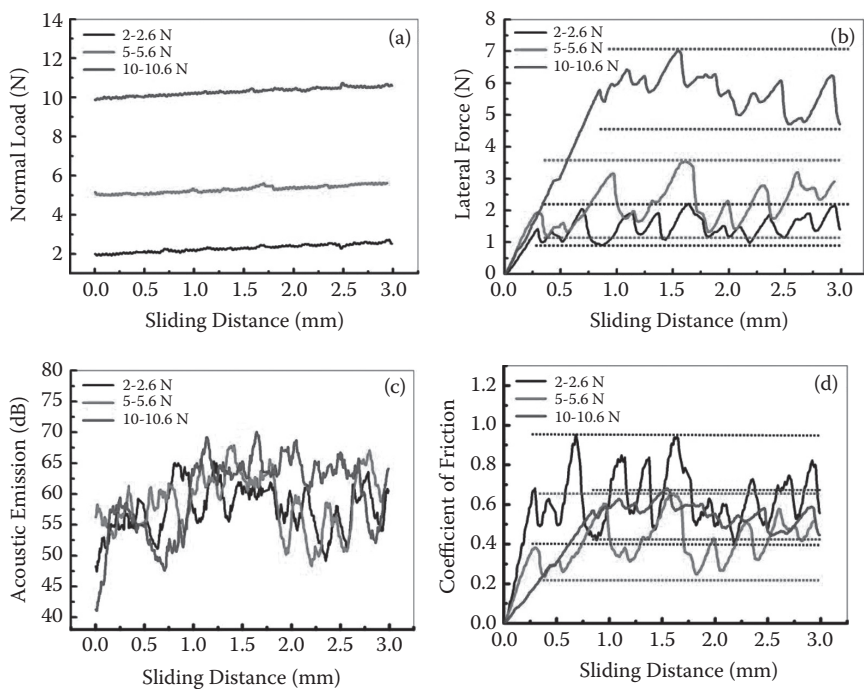 (a)
2-2.6 N
5-5.6 N
10-10.6 N
Normal Load (N)
14
12
10
8
6
4
2
0.0 0.5 1.0 1.5 2.0 2.5 3.0
Sliding Distance (mm)
(b)
2-2.6 N
5-5.6 N
10-10.6 N
Lateral Force (N)
8
7
6
5
4
3
2
1
0
0.0 0.5 1.0 1.5 2.0 2.5 3.0
Sliding Distance (mm)
(c)
2-2.6 N
5-5.6 N
10-10.6 N
Acoustic Emission (dB)
80
75
70
65
60
55
50
45
40
0.0 0.5 1.0 1.5 2.0 2.5 3.0
Sliding Distance (mm)
(d)
2-2.6 N
5-5.6 N
10-10.6 N
Coefficient of Friction
1.2
1.0
0.8
0.6
0.4
0.2
0.0
0.0 0.5 1.0 1.5 2.0 2.5 3.0
Sliding Distance (mm)